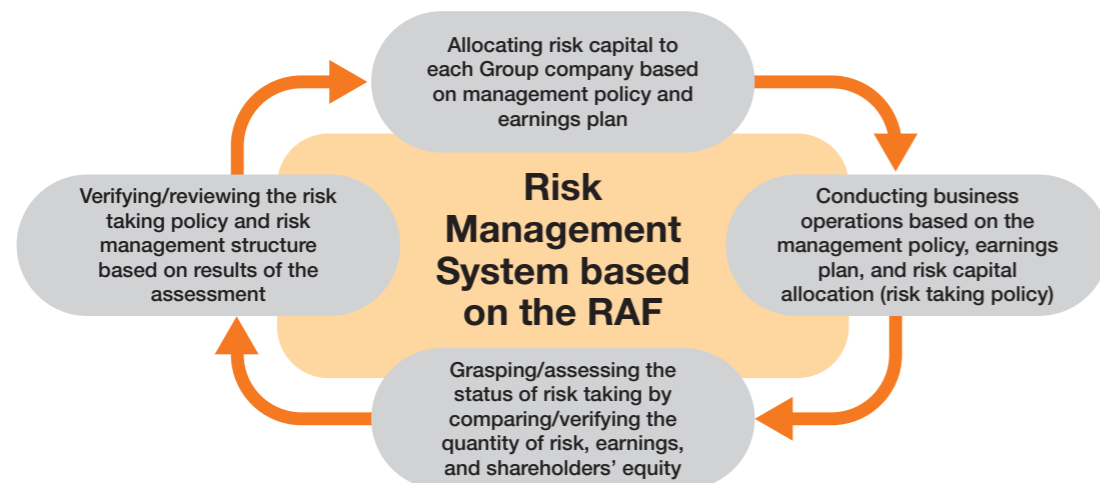 Allocating risk capital to
each Group company based
on management policy and
earnings plan
Risk
Management
System based
on the RAF
Verifying/reviewing the risk
taking policy and risk
management structure
based on results of the
assessment
Conducting business
operations based on the
management policy, earnings
plan, and risk capital
allocation (risk taking policy)
Grasping/assessing the
status of risk taking by
comparing/verifying the
quantity of risk, earnings,
and shareholders’ equity